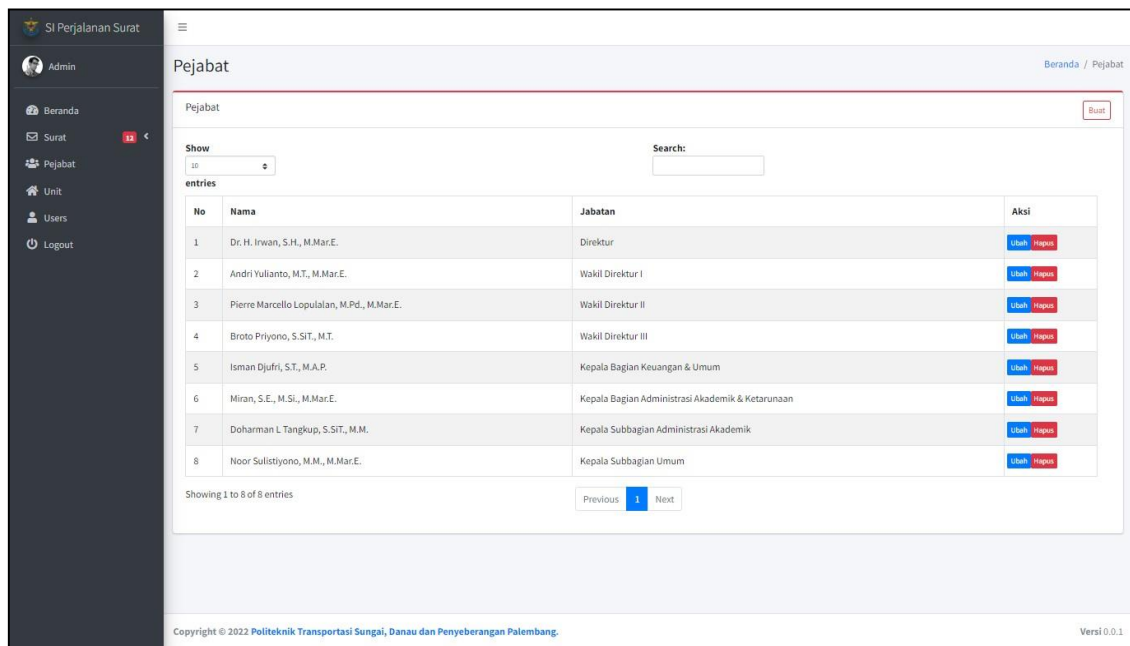 SI Perjalanan Surat
Admin
Beranda
Surat 12
Pejabat
Unit
Users
Logout
Pejabat
Beranda / Pejabat
Pejabat
Buat
Show
10
entries
Search:
No Nama Jabatan Aksi
1 Dr. H. Irwan, S.H., M.Mar.E. Direktur Ubah Hapus
2 Andri Yulianto, M.T., M.Mar.E. Wakil Direktur I Ubah Hapus
3 Pierre Marcello Lopulalan, M.Pd., M.Mar.E. Wakil Direktur II Ubah Hapus
4 Broto Priyono, S.SiT., M.T. Wakil Direktur III Ubah Hapus
5 Isman Djufri, S.T., M.A.P. Kepala Bagian Keuangan & Umum Ubah Hapus
6 Miran, S.E., M.Si., M.Mar.E. Kepala Bagian Administrasi Akademik & Ketarunaan Ubah Hapus
7 Doharman L Tangkup, S.SiT., M.M. Kepala Subbagian Administrasi Akademik Ubah Hapus
8 Noor Sulistiyono, M.M., M.Mar.E. Kepala Subbagian Umum Ubah Hapus
Showing 1 to 8 of 8 entries
Previous 1 Next
Copyright © 2022 Politeknik Transportasi Sungai, Danau dan Penyeberangan Palembang.
Versi 0.0.1